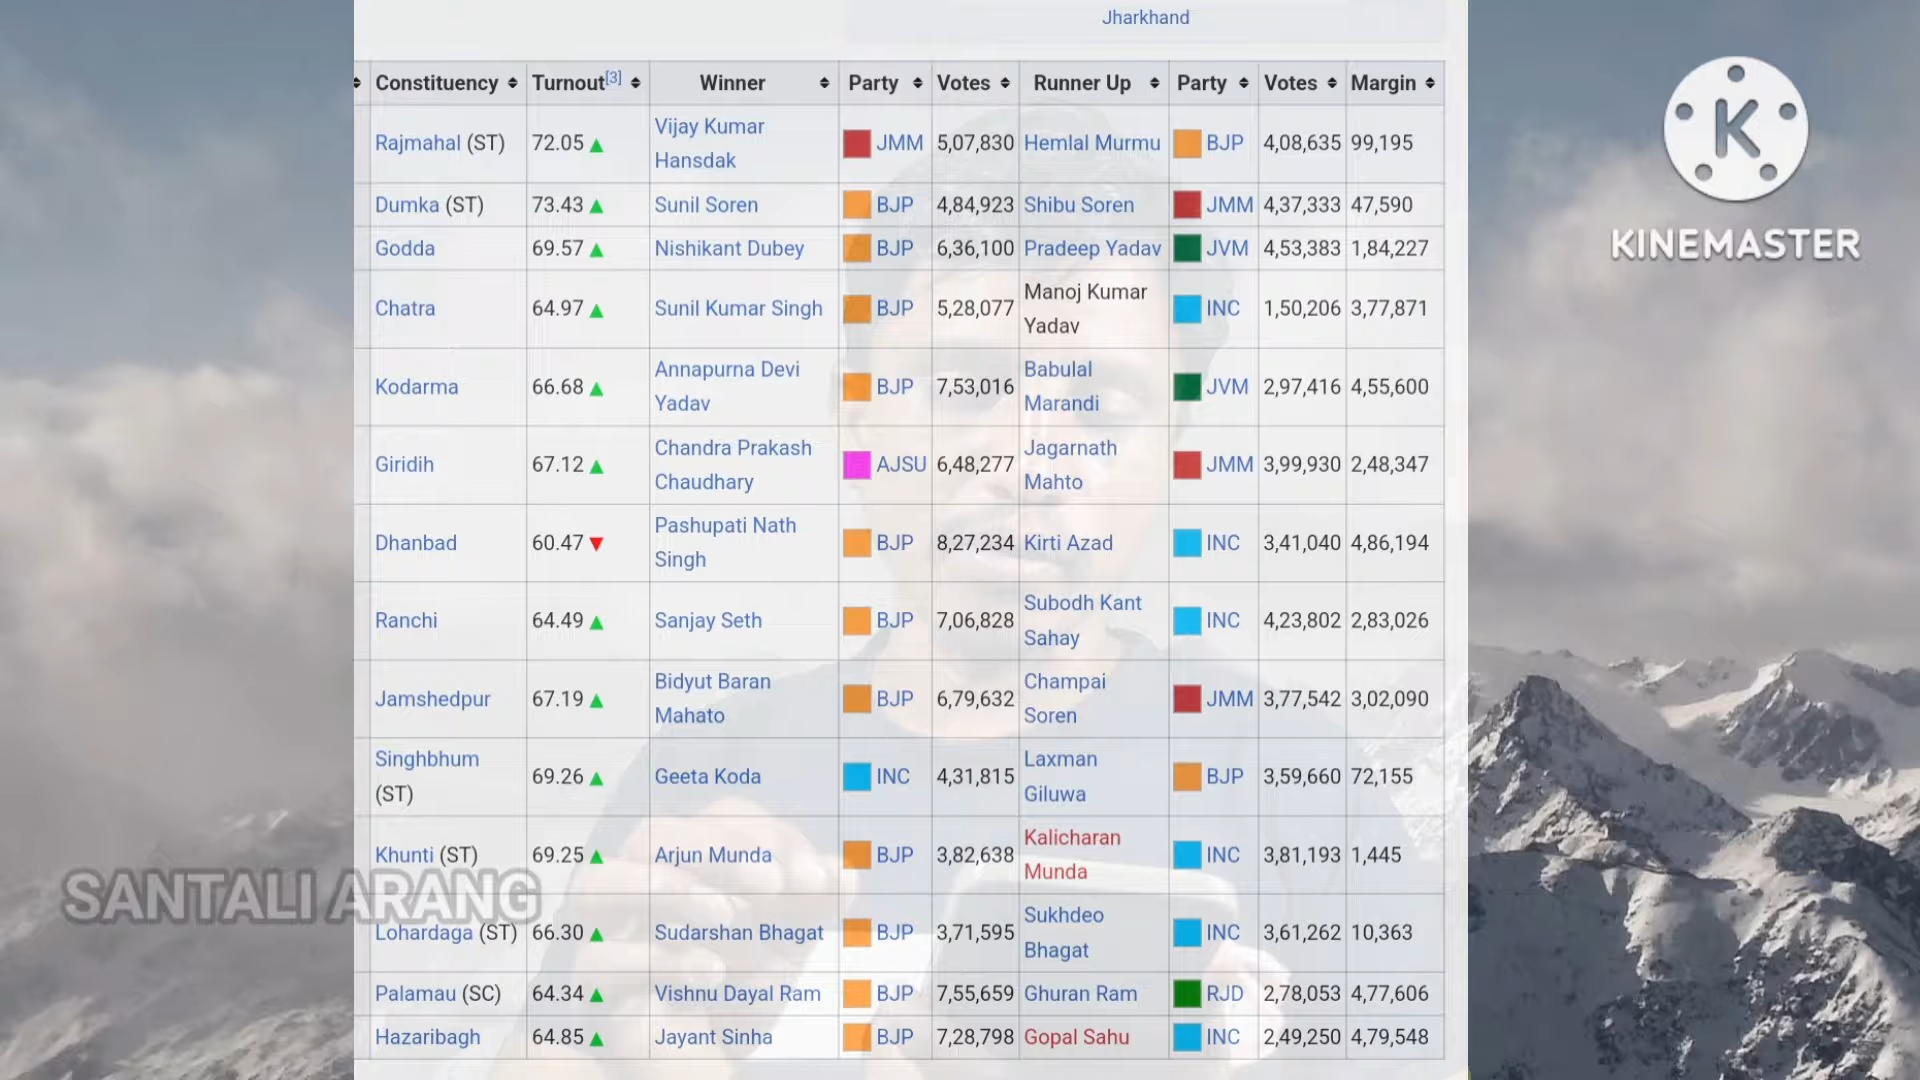 Jharkhand
Constituency Turnout[3] Winner Party Votes Runner Up Party Votes Margin
Rajmahal (ST) 72.05 ▲ Vijay Kumar Hansdak JMM 5,07,830 Hemlal Murmu BJP 4,08,635 99,195
Dumka (ST) 73.43 ▲ Sunil Soren BJP 4,84,923 Shibu Soren JMM 4,37,333 47,590
Godda 69.57 ▲ Nishikant Dubey BJP 6,36,100 Pradeep Yadav JVM 4,53,383 1,84,227
Chatra 64.97 ▲ Sunil Kumar Singh BJP 5,28,077 Manoj Kumar Yadav INC 1,50,206 3,77,871
Kodarma 66.68 ▲ Annapurna Devi Yadav BJP 7,53,016 Babulal Marandi JVM 2,97,416 4,55,600
Giridih 67.12 ▲ Chandra Prakash Chaudhary AJSU 6,48,277 Jagarnath Mahto JMM 3,99,930 2,48,347
Dhanbad 60.47 ▼ Pashupati Nath Singh BJP 8,27,234 Kirti Azad INC 3,41,040 4,86,194
Ranchi 64.49 ▲ Sanjay Seth BJP 7,06,828 Subodh Kant Sahay INC 4,23,802 2,83,026
Jamshedpur 67.19 ▲ Bidyut Baran Mahato BJP 6,79,632 Champai Soren JMM 3,77,542 3,02,090
Singhbhum (ST) 69.26 ▲ Geeta Koda INC 4,31,815 Laxman Giluwa BJP 3,59,660 72,155
Khunti (ST) 69.25 ▲ Arjun Munda BJP 3,82,638 Kalicharan Munda INC 3,81,193 1,445
Lohardaga (ST) 66.30 ▲ Sudarshan Bhagat BJP 3,71,595 Sukhdeo Bhagat INC 3,61,262 10,363
Palamau (SC) 64.34 ▲ Vishnu Dayal Ram BJP 7,55,659 Ghuran Ram RJD 2,78,053 4,77,606
Hazaribagh 64.85 ▲ Jayant Sinha BJP 7,28,798 Gopal Sahu INC 2,49,250 4,79,548
K
KINEMASTER
SANTALI ARANG